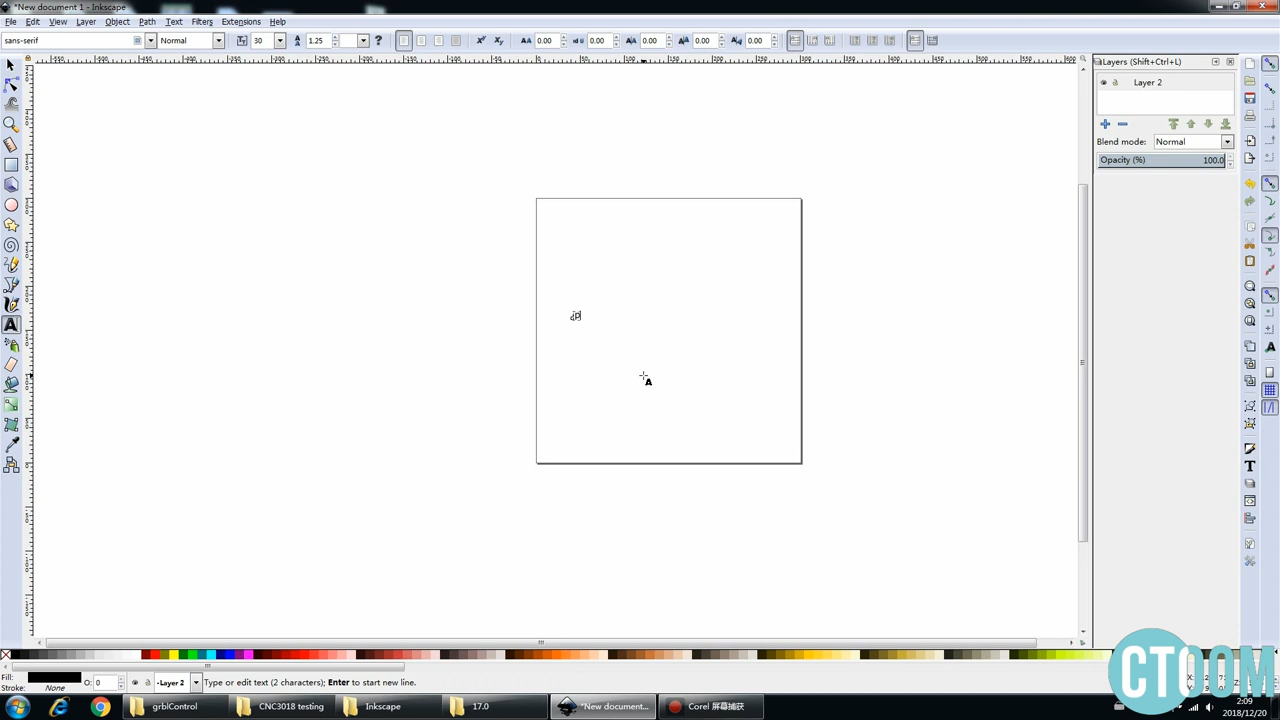 *New document 1 - Inkscape
File Edit View Layer Object Path Text Filters Extensions Help
sans-serif Normal 30 1.25 0.00 0.00 0.00 0.00 0.00
Layers (Shift+Ctrl+L)
Layer 2
Blend mode: Normal
Opacity (%) 100.0
A
Fill:
Stroke: None O: 0 Layer 2 Type or edit text (2 characters); Enter to start new line.
CTOOM
grblControl CNC3018 testing Inkscape 17.0 *New document... Corel 屏幕捕获
2:09
2018/12/20